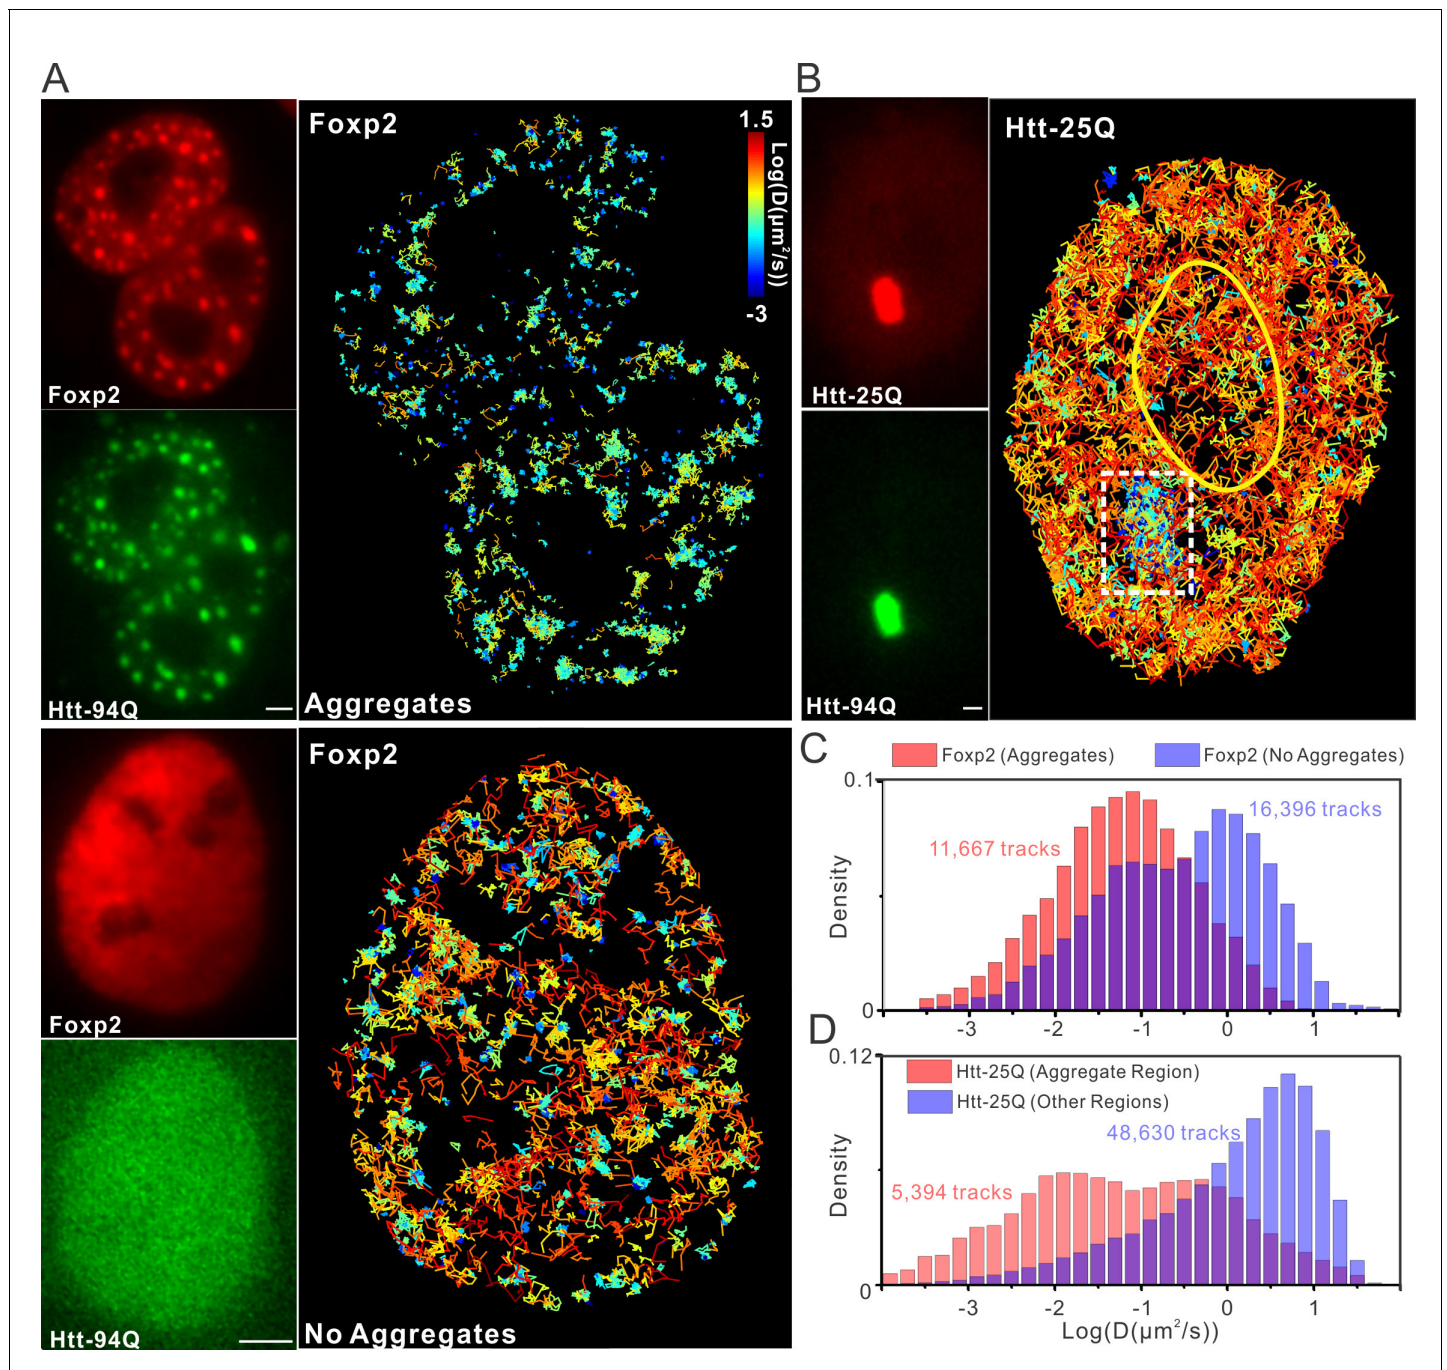 A
Foxp2
Htt-94Q
Foxp2
1.5
Log(D(μm²/s))
-3
Aggregates
Foxp2
Htt-94Q
Foxp2
No Aggregates
B
Htt-25Q
Htt-94Q
Htt-25Q
C
Foxp2 (Aggregates)
Foxp2 (No Aggregates)
0.1
16,396 tracks
11,667 tracks
Density
0
-3 -2 -1 0 1
D
0.12
Htt-25Q (Aggregate Region)
Htt-25Q (Other Regions)
48,630 tracks
5,394 tracks
Density
0
-3 -2 -1 0 1
Log(D(μm²/s))